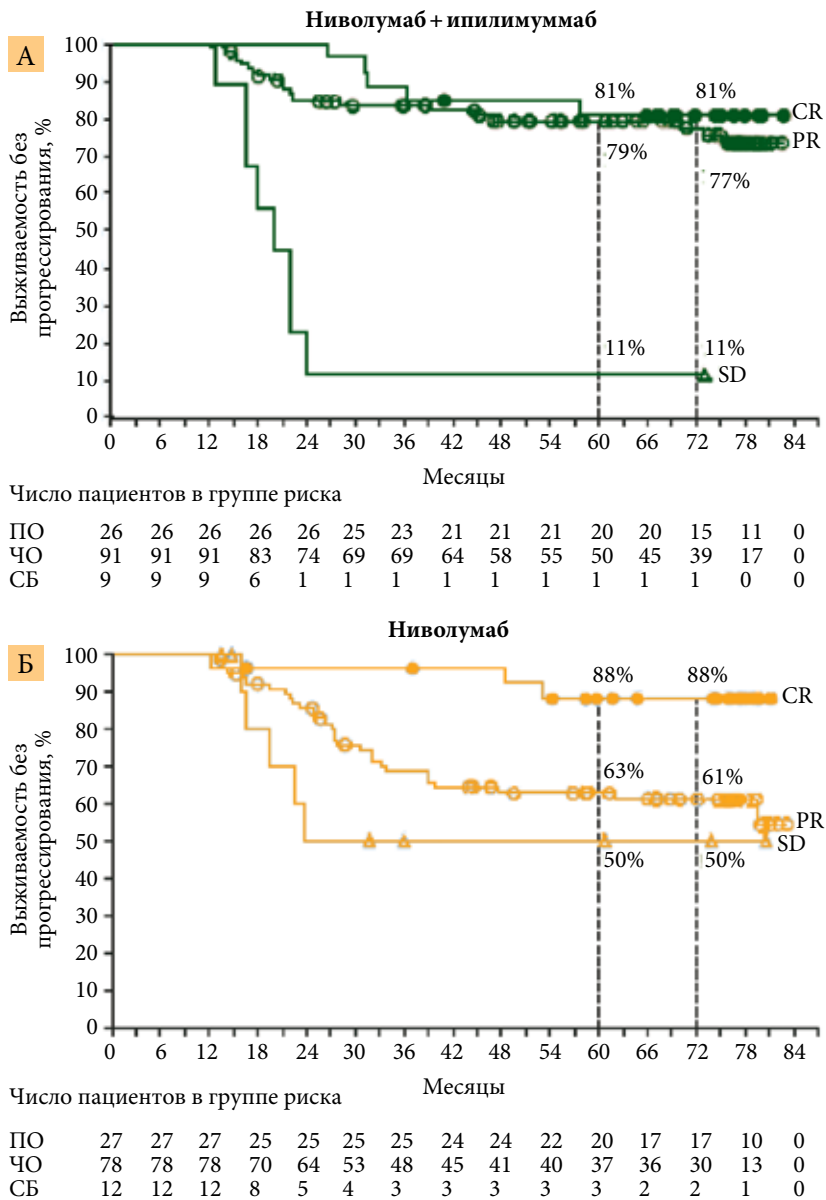 Ниволумаб + ипилимуммаб
А
Выживаемость без прогрессирования, %
100
90
80
70
60
50
40
30
20
10
0
81% 81%
CR
PR
79%
77%
11% 11%
SD
0 6 12 18 24 30 36 42 48 54 60 66 72 78 84
Месяцы
Число пациентов в группе риска
ПО 26 26 26 26 26 25 23 21 21 21 20 20 15 11 0
ЧО 91 91 91 83 74 69 69 64 58 55 50 45 39 17 0
СБ 9 9 9 6 1 1 1 1 1 1 1 1 1 0 0
Ниволумаб
Б
Выживаемость без прогрессирования, %
100
90
80
70
60
50
40
30
20
10
0
88% 88%
CR
63% 61%
PR
SD
50% 50%
0 6 12 18 24 30 36 42 48 54 60 66 72 78 84
Месяцы
Число пациентов в группе риска
ПО 27 27 27 25 25 25 25 24 24 22 20 17 17 10 0
ЧО 78 78 78 70 64 53 48 45 41 40 37 36 30 13 0
СБ 12 12 12 8 5 4 3 3 3 3 3 2 2 1 0